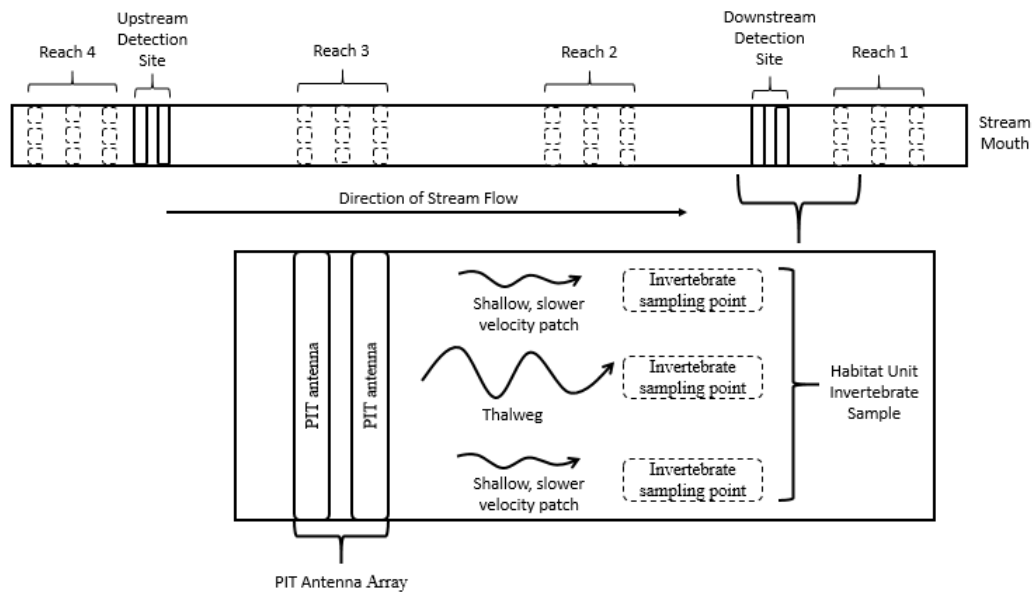 Reach 4
Upstream
Detection
Site
Reach 3
Reach 2
Downstream
Detection
Site
Reach 1
Stream
Mouth
Direction of Stream Flow
PIT antenna
PIT antenna
Shallow, slower
velocity patch
Invertebrate
sampling point
Thalweg
Invertebrate
sampling point
Shallow, slower
velocity patch
Invertebrate
sampling point
Habitat Unit
Invertebrate
Sample
PIT Antenna Array